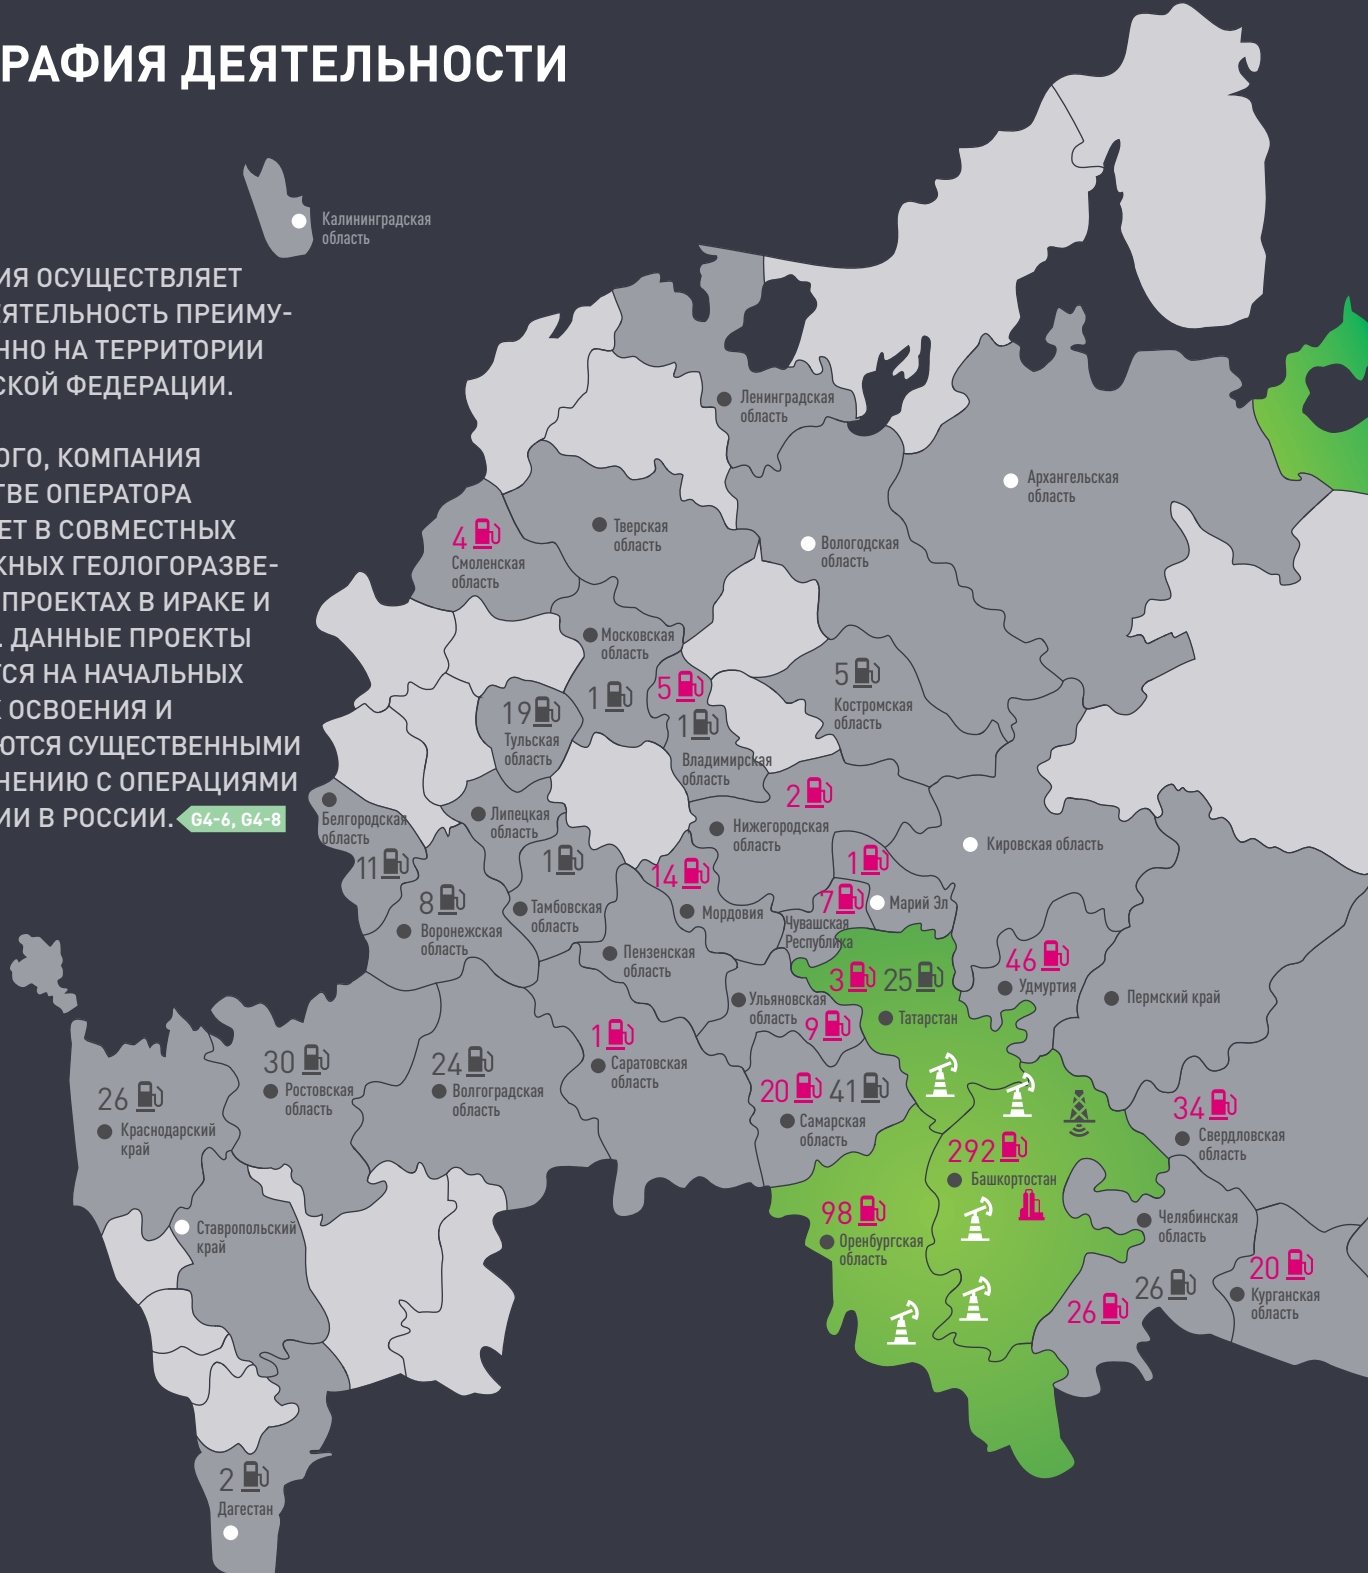 РАФИЯ ДЕЯТЕЛЬНОСТИ
Калининградская
область
ИЯ ОСУЩЕСТВЛЯЕТ
ЕЯТЕЛЬНОСТЬ ПРЕИМУ-
ННО НА ТЕРРИТОРИИ
СКОЙ ФЕДЕРАЦИИ.
ОГО, КОМПАНИЯ
ТВЕ ОПЕРАТОРА
ЕТ В СОВМЕСТНЫХ
ЖНЫХ ГЕОЛОГОРАЗВЕ-
ПРОЕКТАХ В ИРАКЕ И
. ДАННЫЕ ПРОЕКТЫ
ТСЯ НА НАЧАЛЬНЫХ
Х ОСВОЕНИЯ И
ЮТСЯ СУЩЕСТВЕННЫМИ
НЕНИЮ С ОПЕРАЦИЯМИ
ИИ В РОССИИ. G4-6, G4-8
Ленинградская
область
Архангельская
область
4
Смоленская
область
Тверская
область
Вологодская
область
Московская
область
1
5
1
Владимирская
область
5
Костромская
область
19
Тульская
область
2
Нижегородская
область
Белгородская
область
11
Липецкая
область
1
Тамбовская
область
8
Воронежская
область
14
Мордовия
1
Марий Эл
7
Чувашская
Республика
Кировская область
Пензенская
область
3
25
Татарстан
46
Удмуртия
Пермский край
Ульяновская
область
9
26
Краснодарский
край
30
Ростовская
область
24
Волгоградская
область
1
Саратовская
область
20
41
Самарская
область
34
Свердловская
область
292
Башкортостан
98
Оренбургская
область
Ставропольский
край
Челябинская
область
26
26
20
Курганская
область
2
Дагестан